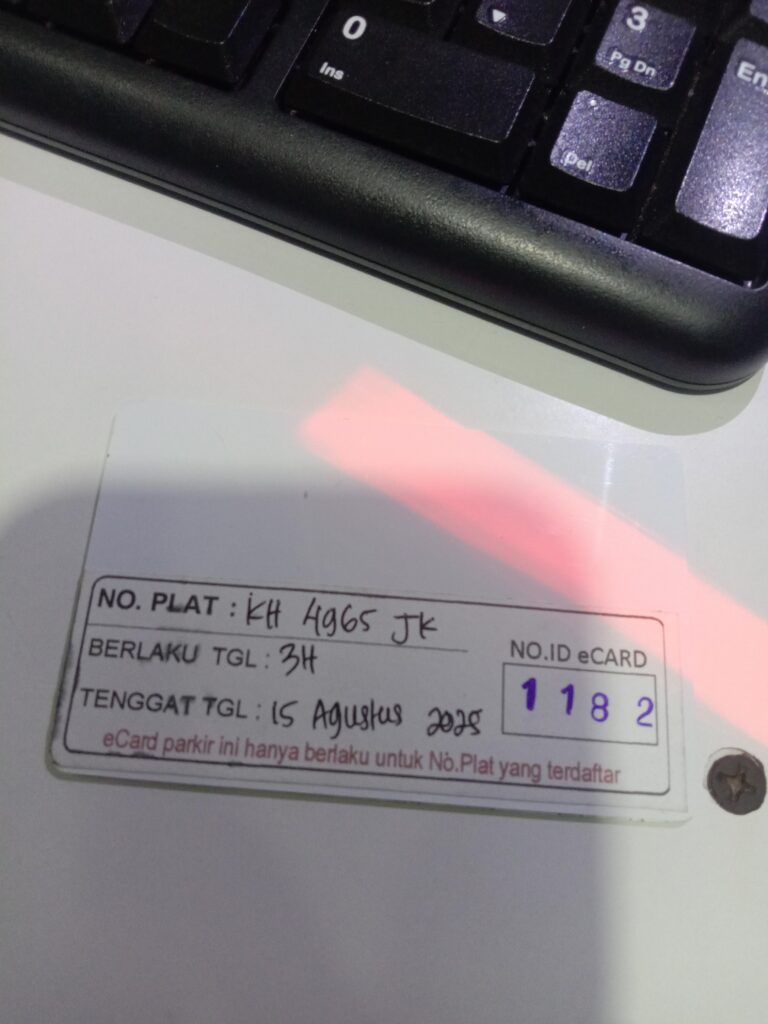 0
Ins
3
Pg Dn
Del
En
NO. PLAT : KH 4965 JK
BERLAKU TGL : 3H
NO.ID eCARD
1182
TENGGAT TGL : 15 Agustus 2025
eCard parkir ini hanya berlaku untuk No.Plat yang terdaftar